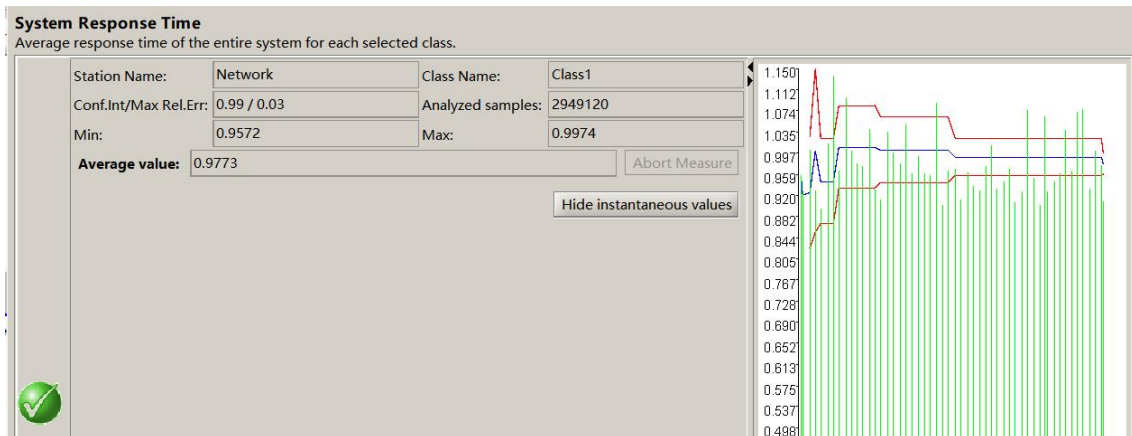 System Response Time
Average response time of the entire system for each selected class.
Station Name: Network Class Name: Class1
Conf.Int/Max Rel.Err: 0.99 / 0.03 Analyzed samples: 2949120
Min: 0.9572 Max: 0.9974
Average value: 0.9773 Abort Measure
Hide instantaneous values
1.150
1.112
1.074
1.035
0.997
0.959
0.920
0.882
0.844
0.805
0.767
0.728
0.690
0.652
0.613
0.575
0.537
0.498